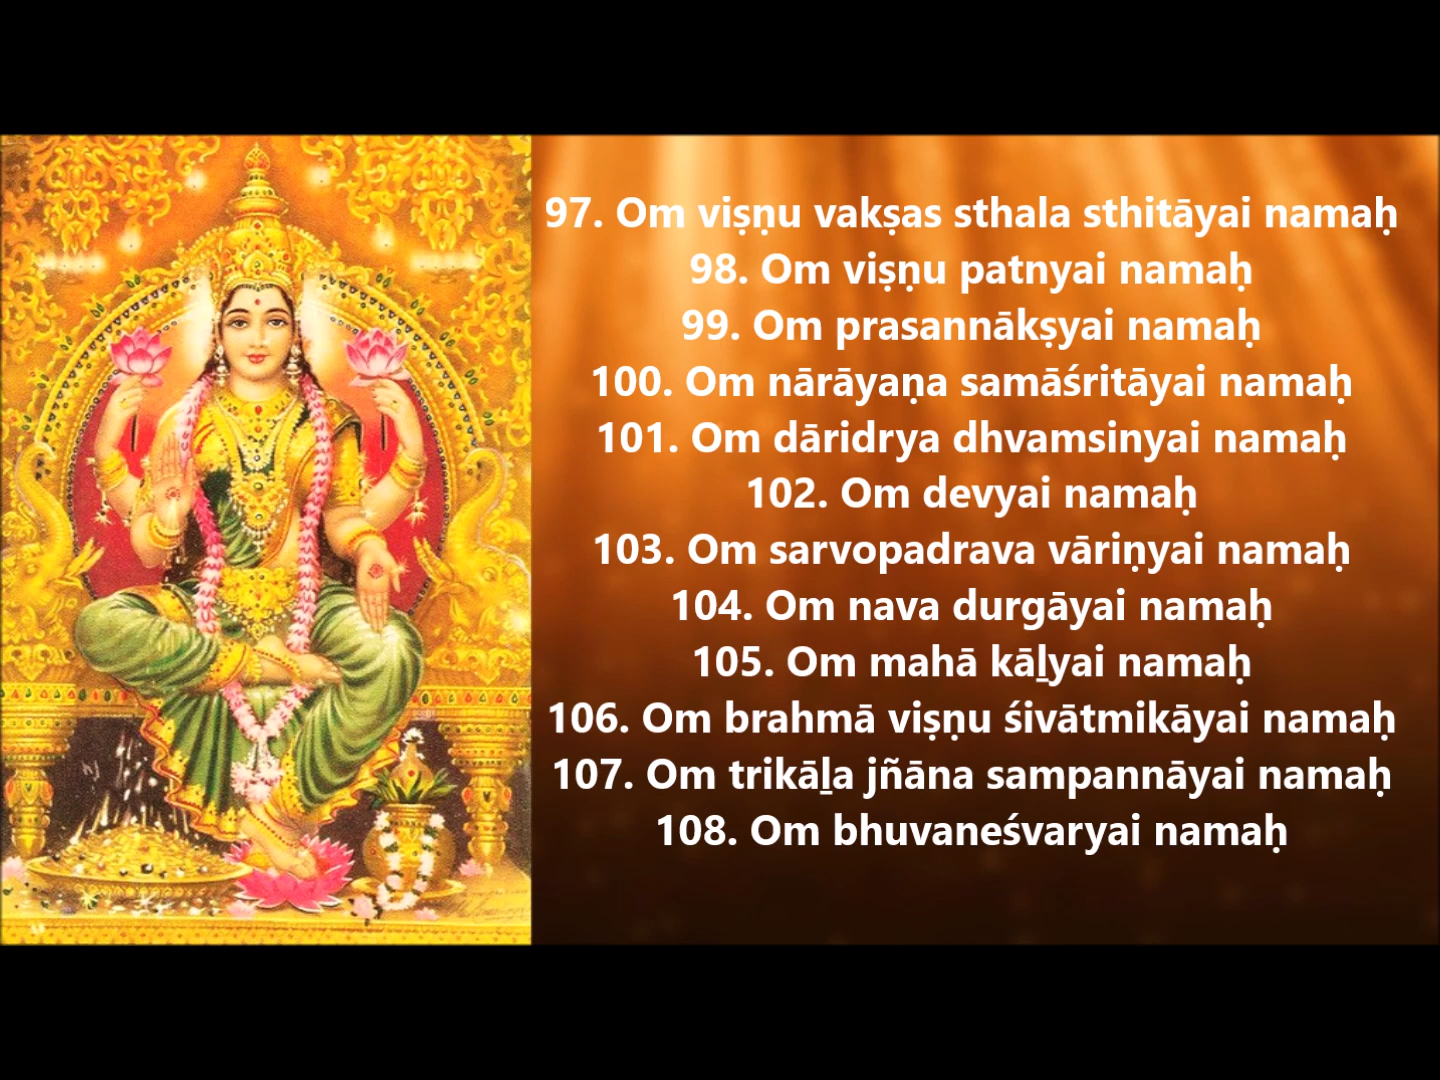 97. Om viṣṇu vakṣas sthala sthitāyai namaḥ
98. Om viṣṇu patnyai namaḥ
99. Om prasannākṣyai namaḥ
100. Om nārāyaṇa samāśritāyai namaḥ
101. Om dāridrya dhvamsinyai namaḥ
102. Om devyai namaḥ
103. Om sarvopadrava vāriṇyai namaḥ
104. Om nava durgāyai namaḥ
105. Om mahā kāḻyai namaḥ
106. Om brahmā viṣṇu śivātmikāyai namaḥ
107. Om trikāḻa jñāna sampannāyai namaḥ
108. Om bhuvaneśvaryai namaḥ